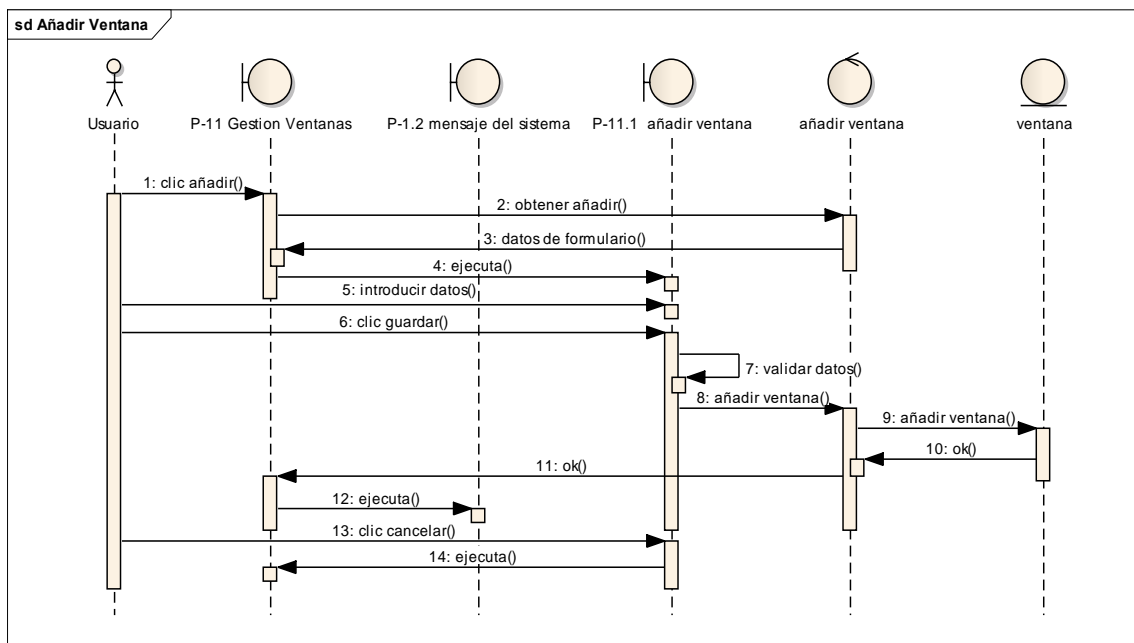 sd Añadir Ventana
Usuario
P-11 Gestion Ventanas
P-1.2 mensaje del sistema
P-11.1 añadir ventana
añadir ventana
ventana
1: clic añadir()
2: obtener añadir()
3: datos de formulario()
4: ejecuta()
5: introducir datos()
6: clic guardar()
7: validar datos()
8: añadir ventana()
9: añadir ventana()
10: ok()
11: ok()
12: ejecuta()
13: clic cancelar()
14: ejecuta()